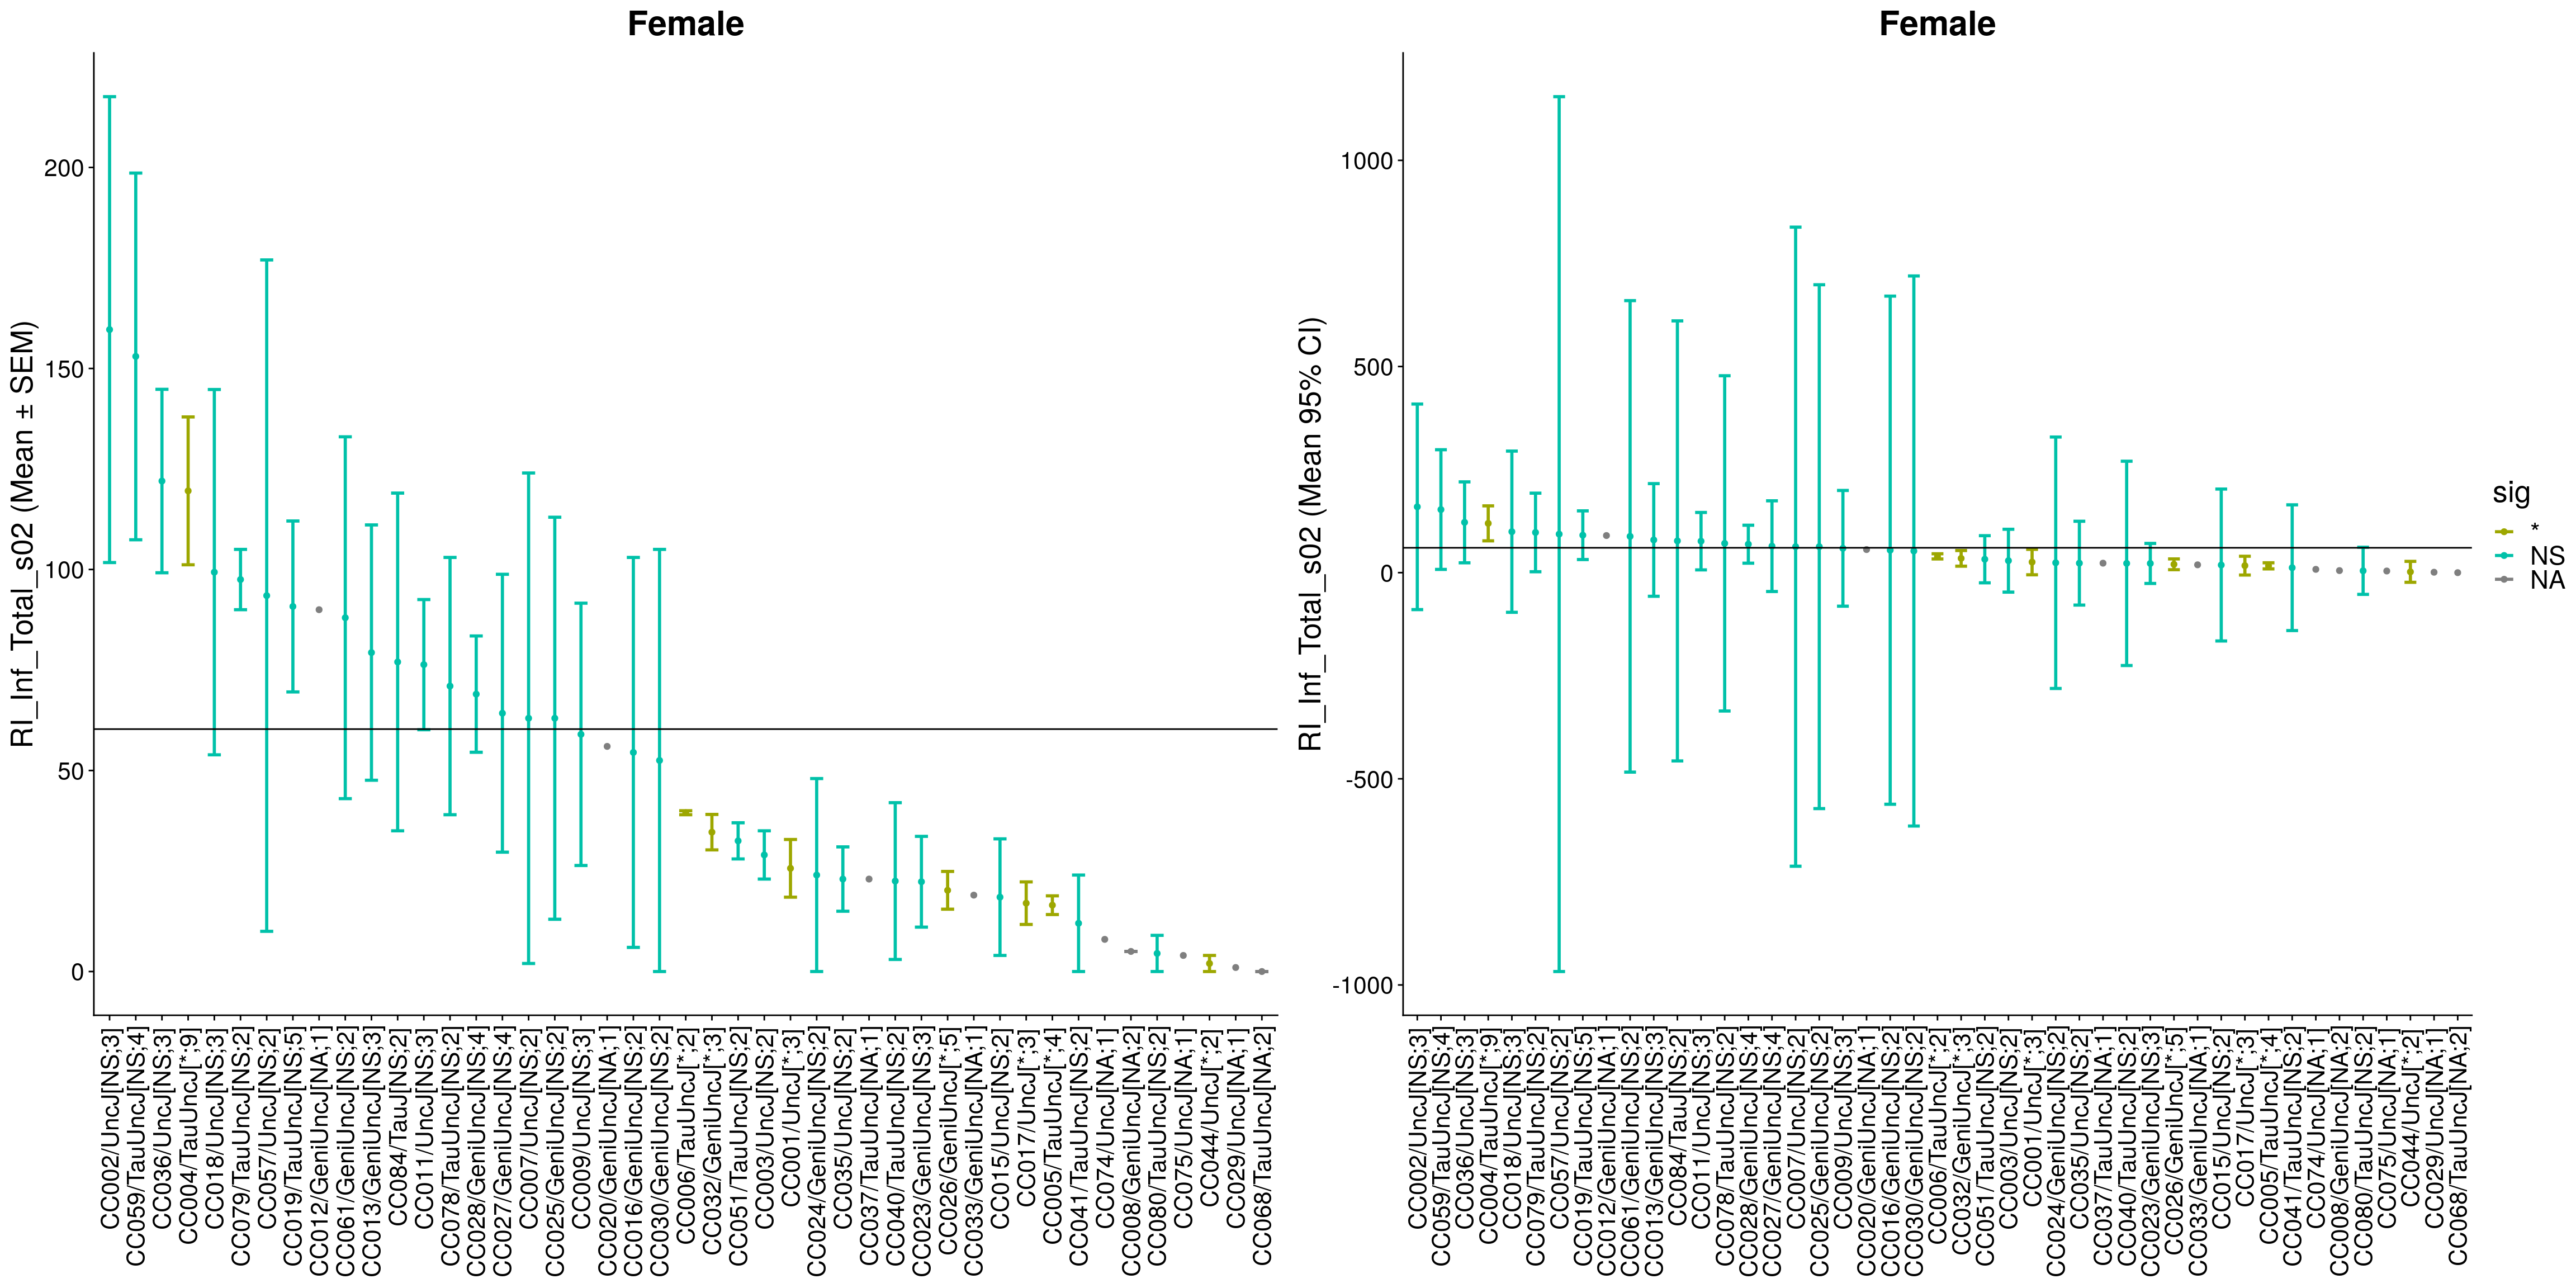 Female
RI_Inf_Total_s02 (Mean ± SEM)
200
150
100
50
0
CC002/UncJ[NS;3]
CC059/TauUncJ[NS;4]
CC036/UncJ[NS;3]
CC004/TauUncJ[*;9]
CC018/UncJ[NS;3]
CC079/TauUncJ[NS;2]
CC057/UncJ[NS;2]
CC019/TauUncJ[NS;5]
CC012/GeniUncJ[NA;1]
CC061/GeniUncJ[NS;2]
CC013/GeniUncJ[NS;3]
CC084/TauJ[NS;2]
CC011/UncJ[NS;3]
CC078/TauUncJ[NS;2]
CC028/GeniUncJ[NS;4]
CC027/GeniUncJ[NS;4]
CC007/UncJ[NS;2]
CC025/GeniUncJ[NS;2]
CC009/UncJ[NS;3]
CC020/GeniUncJ[NA;1]
CC016/GeniUncJ[NS;2]
CC030/GeniUncJ[NS;2]
CC006/TauUncJ[*;2]
CC032/GeniUncJ[*;3]
CC051/TauUncJ[NS;2]
CC003/UncJ[NS;2]
CC001/UncJ[*;3]
CC024/GeniUncJ[NS;2]
CC035/UncJ[NS;2]
CC037/TauUncJ[NA;1]
CC040/TauUncJ[NS;2]
CC023/GeniUncJ[NS;3]
CC026/GeniUncJ[*;5]
CC033/GeniUncJ[NA;1]
CC015/UncJ[NS;2]
CC017/UncJ[*;3]
CC005/TauUncJ[*;4]
CC041/TauUncJ[NS;2]
CC074/UncJ[NA;1]
CC008/GeniUncJ[NA;2]
CC080/TauUncJ[NS;2]
CC075/UncJ[NA;1]
CC044/UncJ[*;2]
CC029/UncJ[NA;1]
CC068/TauUncJ[NA;2]
Female
RI_Inf_Total_s02 (Mean 95% CI)
1000
500
0
-500
-1000
CC002/UncJ[NS;3]
CC059/TauUncJ[NS;4]
CC036/UncJ[NS;3]
CC004/TauUncJ[*;9]
CC018/UncJ[NS;3]
CC079/TauUncJ[NS;2]
CC057/UncJ[NS;2]
CC019/TauUncJ[NS;5]
CC012/GeniUncJ[NA;1]
CC061/GeniUncJ[NS;2]
CC013/GeniUncJ[NS;3]
CC084/TauJ[NS;2]
CC011/UncJ[NS;3]
CC078/TauUncJ[NS;2]
CC028/GeniUncJ[NS;4]
CC027/GeniUncJ[NS;4]
CC007/UncJ[NS;2]
CC025/GeniUncJ[NS;2]
CC009/UncJ[NS;3]
CC020/GeniUncJ[NA;1]
CC016/GeniUncJ[NS;2]
CC030/GeniUncJ[NS;2]
CC006/TauUncJ[*;2]
CC032/GeniUncJ[*;3]
CC051/TauUncJ[NS;2]
CC003/UncJ[NS;2]
CC001/UncJ[*;3]
CC024/GeniUncJ[NS;2]
CC035/UncJ[NS;2]
CC037/TauUncJ[NA;1]
CC040/TauUncJ[NS;2]
CC023/GeniUncJ[NS;3]
CC026/GeniUncJ[*;5]
CC033/GeniUncJ[NA;1]
CC015/UncJ[NS;2]
CC017/UncJ[*;3]
CC005/TauUncJ[*;4]
CC041/TauUncJ[NS;2]
CC074/UncJ[NA;1]
CC008/GeniUncJ[NA;2]
CC080/TauUncJ[NS;2]
CC075/UncJ[NA;1]
CC044/UncJ[*;2]
CC029/UncJ[NA;1]
CC068/TauUncJ[NA;2]
sig
*
NS
NA